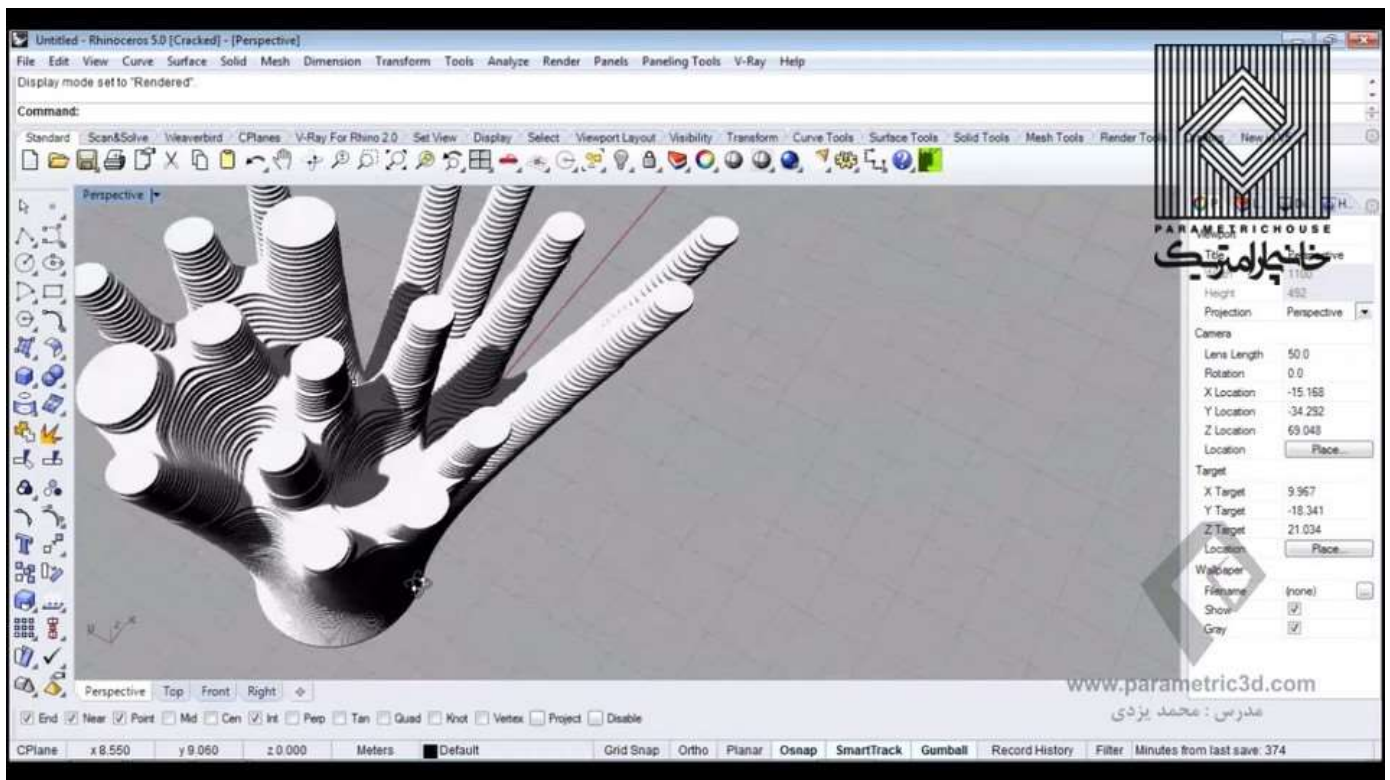 Untitled - Rhinoceros 5.0 [Cracked] - [Perspective]
File Edit View Curve Surface Solid Mesh Dimension Transform Tools Analyze Render Panels Paneling Tools V-Ray Help
Display mode set to "Rendered".
Command:
Standard Scan&Solve Weaverbird CPlanes V-Ray For Rhino 2.0 Set View Display Select Viewport Layout Visibility Transform Curve Tools Surface Tools Solid Tools Mesh Tools Render New
Perspective
PARAMETRICHOUSE
خانه پارامتریک
Viewport
Title Perspective
1100
Height 492
Projection Perspective
Camera
Lens Length 50.0
Rotation 0.0
X Location -15.168
Y Location -34.292
Z Location 69.048
Location Place...
Target
X Target 9.967
Y Target -18.341
Z Target 21.034
Location Place...
Wallpaper
Filename (none)
Show
Gray
y z x
Perspective Top Front Right
www.parametric3d.com
مدرس : محمد یزدی
End Near Point Mid Cen Int Perp Tan Quad Knot Vertex Project Disable
CPlane x 8.550 y 9.060 z 0.000 Meters Default Grid Snap Ortho Planar Osnap SmartTrack Gumball Record History Filter Minutes from last save: 374